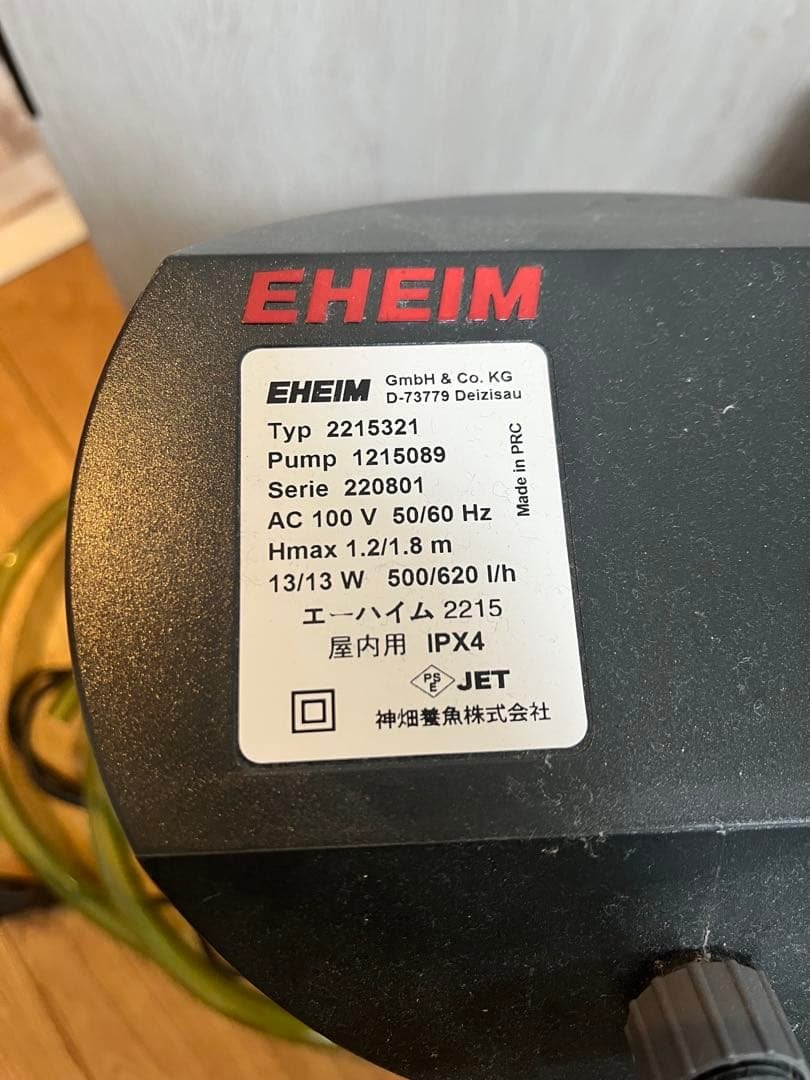 EHEIM
EHEIM GmbH & Co. KG
D-73779 Deizisau
Typ 2215321
Pump 1215089
Serie 220801
Made in PRC
AC 100 V 50/60 Hz
Hmax 1.2/1.8 m
13/13 W 500/620 l/h
エーハイム 2215
屋内用 IPX4
PSE JET
神畑養魚株式会社